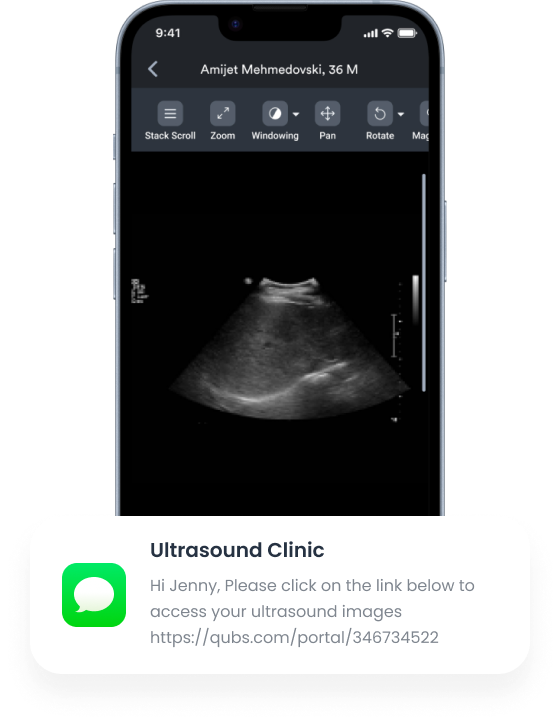 9:41
Amijet Mehmedovski, 36 M
Stack Scroll Zoom Windowing Pan Rotate
Ultrasound Clinic
Hi Jenny, Please click on the link below to
access your ultrasound images
https://qubs.com/portal/346734522